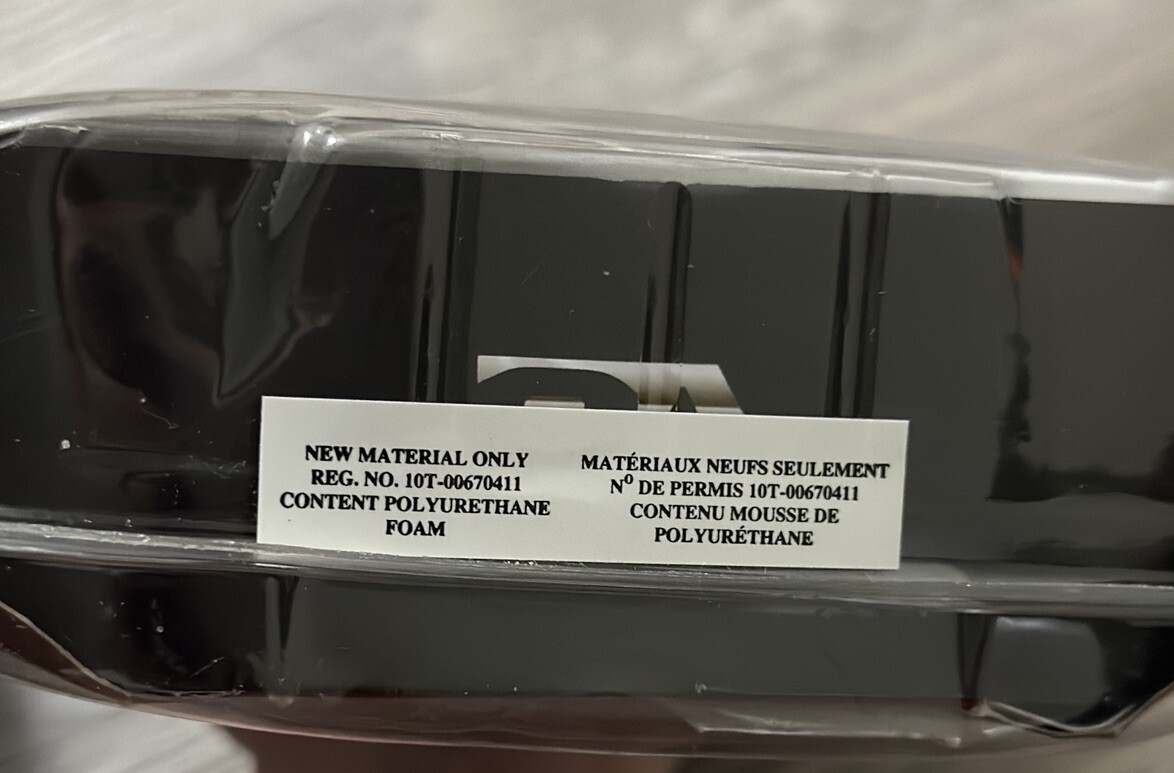 NEW MATERIAL ONLY
REG. NO. 10T-00670411
CONTENT POLYURETHANE
FOAM
MATÉRIAUX NEUFS SEULEMENT
Nº DE PERMIS 10T-00670411
CONTENU MOUSSE DE
POLYURÉTHANE